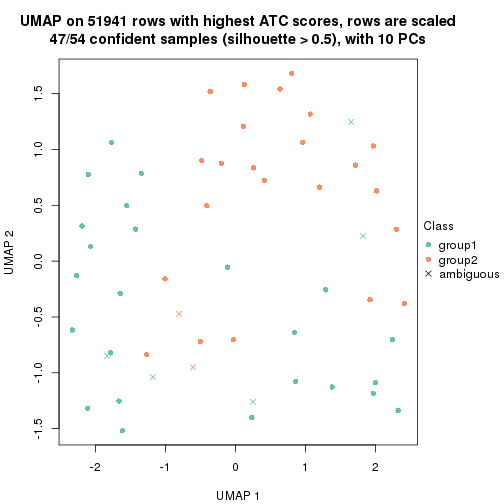 UMAP on 51941 rows with highest ATC scores, rows are scaled
47/54 confident samples (silhouette > 0.5), with 10 PCs
1.5
1.0
0.5
0.0
-0.5
-1.0
-1.5
UMAP 2
-2
-1
0
1
2
UMAP 1
Class
group1
group2
ambiguous